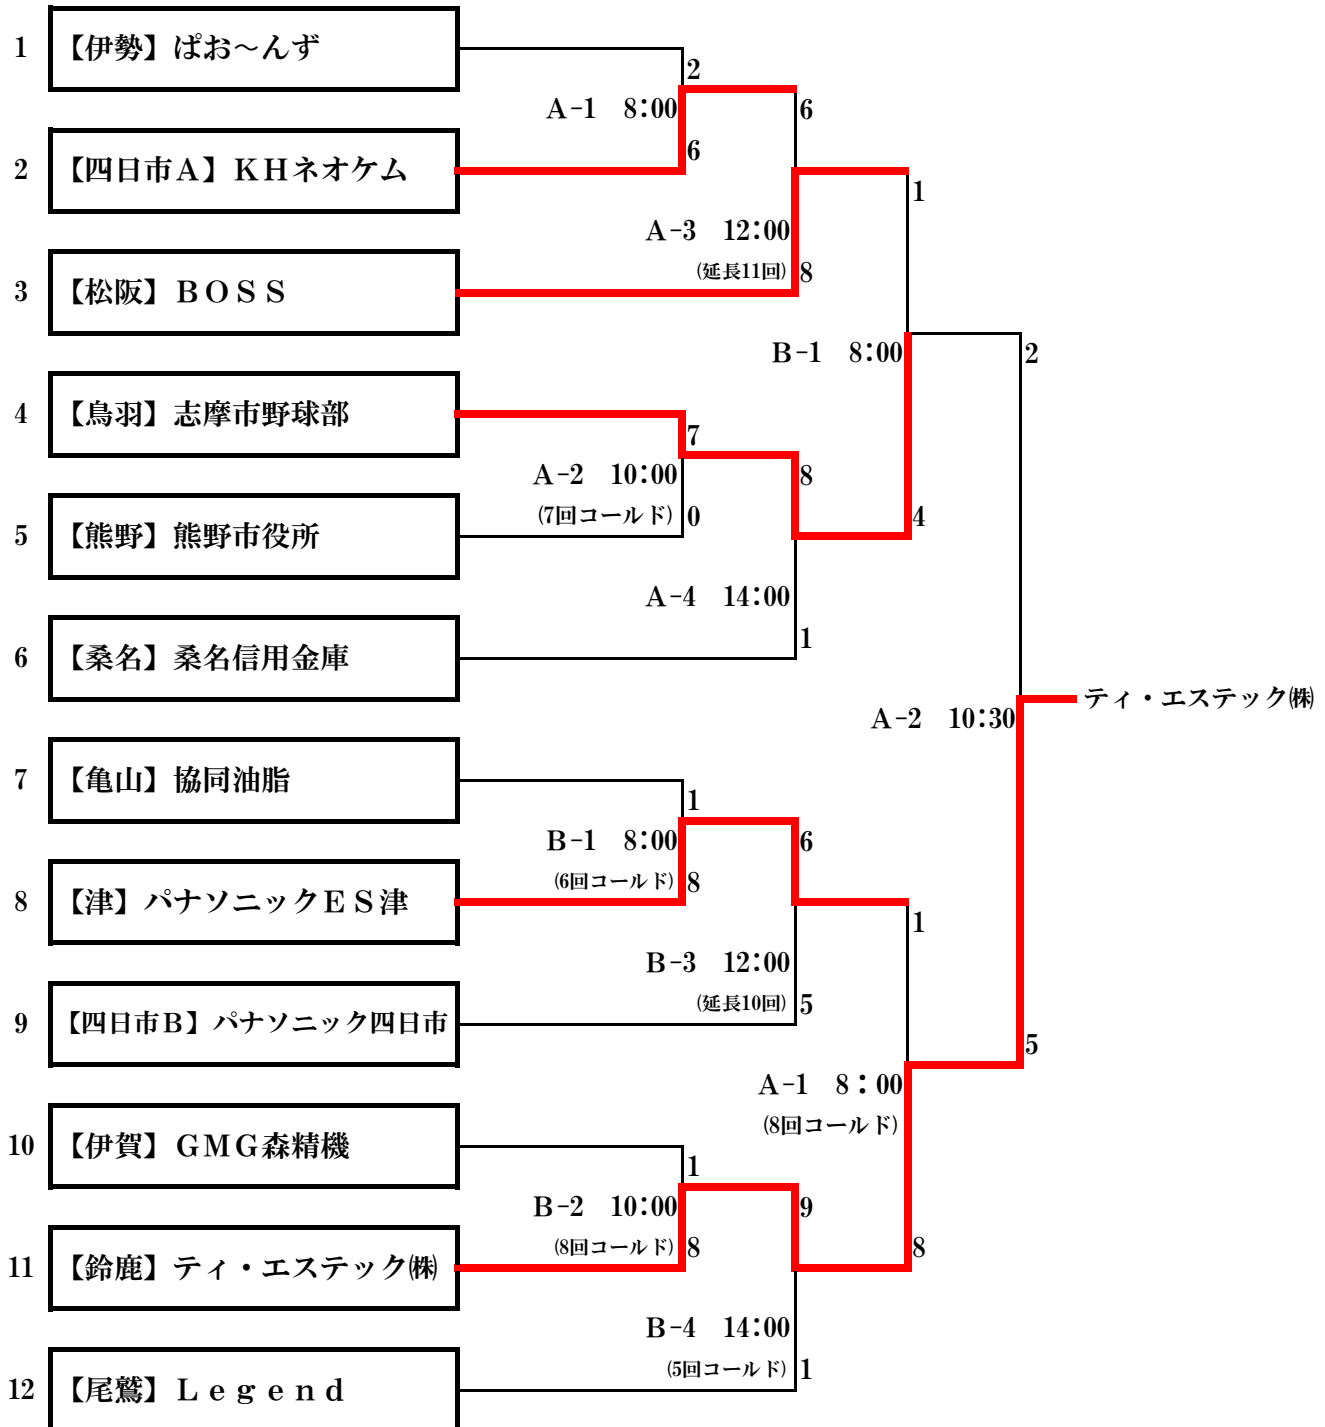 1 【伊勢】ぱお～んず
2
A-1 8:00
6
6
2 【四日市A】KHネオケム
1
A-3 12:00
(延長11回) 8
3 【松阪】BOSS
B-1 8:00
2
4 【鳥羽】志摩市野球部
7
A-2 10:00
8
(7回コールド) 0
4
5 【熊野】熊野市役所
A-4 14:00
1
6 【桑名】桑名信用金庫
ティ・エステック㈱
A-2 10:30
7 【亀山】協同油脂
1
B-1 8:00
6
(6回コールド) 8
8 【津】パナソニックES津
1
B-3 12:00
(延長10回) 5
9 【四日市B】パナソニック四日市
5
A-1 8:00
(8回コールド)
10 【伊賀】GMG森精機
1
B-2 10:00
9
(8回コールド) 8
8
11 【鈴鹿】ティ・エステック㈱
B-4 14:00
(5回コールド) 1
12 【尾鷲】Legend